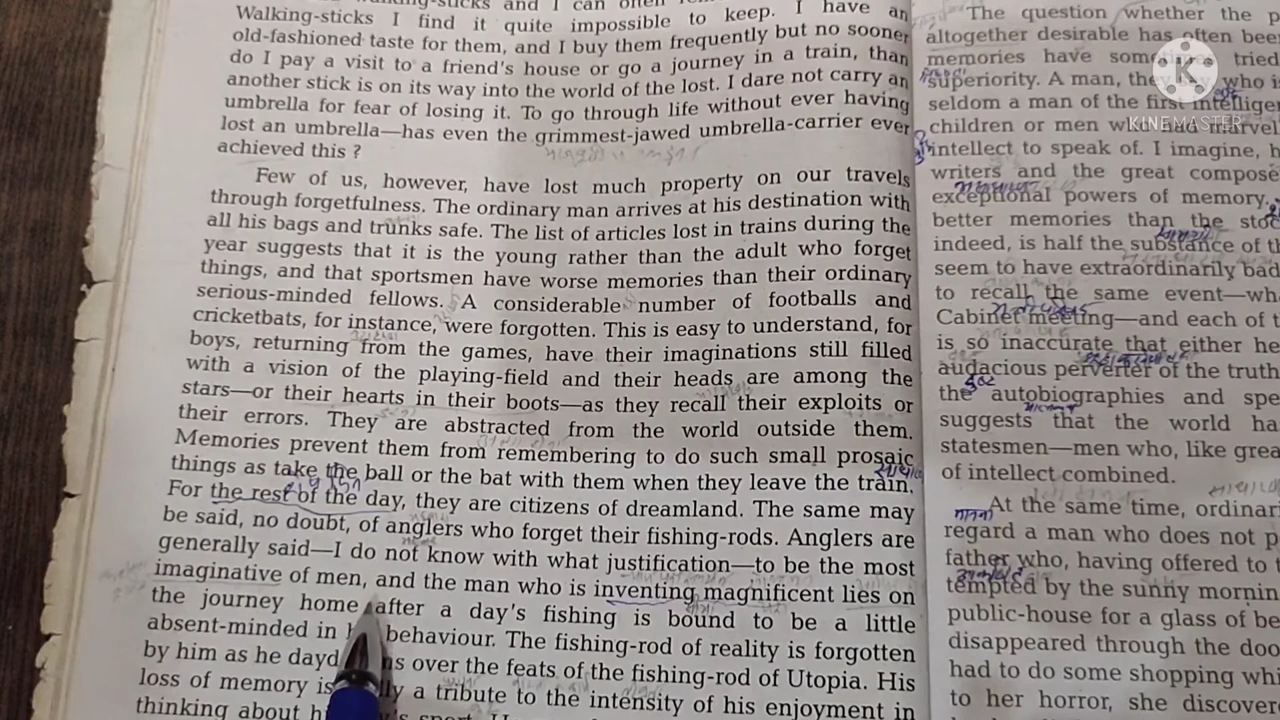 walking-sticks and I can often
Walking-sticks I find it quite impossible to keep. I have an
old-fashioned taste for them, and I buy them frequently but no sooner
do I pay a visit to a friend's house or go a journey in a train, than
another stick is on its way into the world of the lost. I dare not carry an
umbrella for fear of losing it. To go through life without ever having
lost an umbrella—has even the grimmest-jawed umbrella-carrier ever
achieved this ?
Few of us, however, have lost much property on our travels
through forgetfulness. The ordinary man arrives at his destination with
all his bags and trunks safe. The list of articles lost in trains during the
year suggests that it is the young rather than the adult who forget
things, and that sportsmen have worse memories than their ordinary
serious-minded fellows. A considerable number of footballs and
cricketbats, for instance, were forgotten. This is easy to understand, for
boys, returning from the games, have their imaginations still filled
with a vision of the playing-field and their heads are among the
stars—or their hearts in their boots—as they recall their exploits or
their errors. They are abstracted from the world outside them.
Memories prevent them from remembering to do such small prosaic
things as take the ball or the bat with them when they leave the train.
For the rest of the day, they are citizens of dreamland. The same may
be said, no doubt, of anglers who forget their fishing-rods. Anglers are
generally said—I do not know with what justification—to be the most
imaginative of men, and the man who is inventing magnificent lies on
the journey home after a day's fishing is bound to be a little
absent-minded in behaviour. The fishing-rod of reality is forgotten
by him as he over the feats of the fishing-rod of Utopia. His
loss of memory is a tribute to the intensity of his enjoyment in
thinking about sport.
The question whether the
altogether desirable has often
memories have tried
superiority. A man, who
seldom a man of the first
children or men who had
intellect to speak of. I imagine,
writers and the great
exceptional powers of memory.
better memories than the
indeed, is half the substance of
seem to have extraordinarily bad
to recall the same event—
Cabinet meeting—and each of
is so inaccurate that either
audacious perverter of the truth
the autobiographies and
suggests that the world
statesmen—men who, like
of intellect combined.
At the same time,
regard a man who does not
father who, having offered to
tempted by the sunny
public-house for a glass of
disappeared through the
had to do some shopping
to her horror, she
K
KINEMASTER